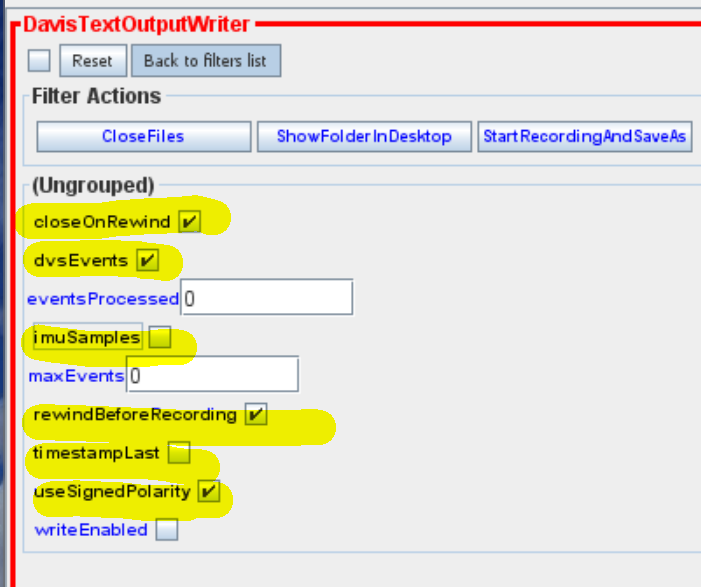 DavisTextOutputWriter
Reset Back to filters list
Filter Actions
CloseFiles ShowFolderInDesktop StartRecordingAndSaveAs
(Ungrouped)
closeOnRewind
dvsEvents
eventsProcessed 0
imuSamples
maxEvents 0
rewindBeforeRecording
timestampLast
useSignedPolarity
writeEnabled